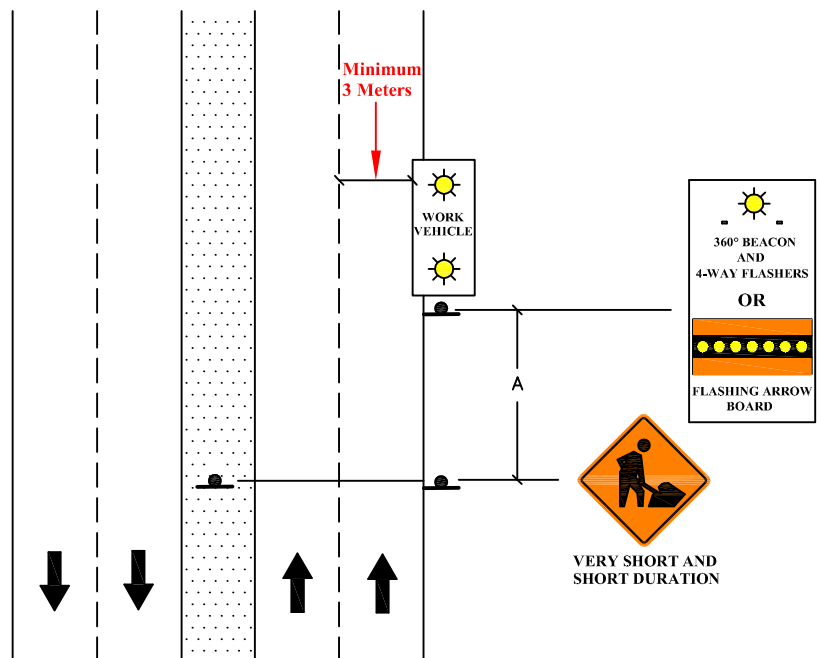 Minimum
3 Meters
WORK
VEHICLE
360° BEACON
AND
4-WAY FLASHERS
OR
FLASHING ARROW
BOARD
A
VERY SHORT AND
SHORT DURATION